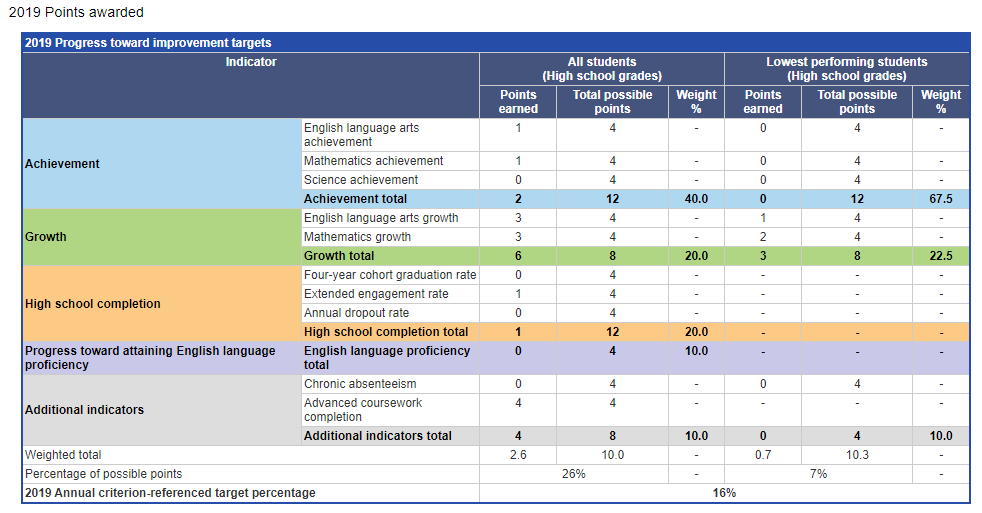 2019 Points awarded
2019 Progress toward improvement targets
Indicator All students Lowest performing students
(High school grades) (High school grades)
Points Total possible Weight Points Total possible Weight
earned points % earned points %
English language arts 1 4 - 0 4 -
achievement
Achievement Mathematics achievement 1 4 - 0 4 -
Science achievement 0 4 - 0 4 -
Achievement total 2 12 40.0 0 12 67.5
English language arts growth 3 4 - 1 4 -
Growth Mathematics growth 3 4 - 2 4 -
Growth total 6 8 20.0 3 8 22.5
Four-year cohort graduation rate 0 4 - - - -
High school completion Extended engagement rate 1 4 - - - -
Annual dropout rate 0 4 - - - -
High school completion total 1 12 20.0 - - -
Progress toward attaining English language English language proficiency 0 4 10.0 - - -
proficiency total
Chronic absenteeism 0 4 - 0 4 -
Additional indicators Advanced coursework 4 4 - - - -
completion
Additional indicators total 4 8 10.0 0 4 10.0
Weighted total 2.6 10.0 - 0.7 10.3 -
Percentage of possible points 26% - 7% -
2019 Annual criterion-referenced target percentage 16%